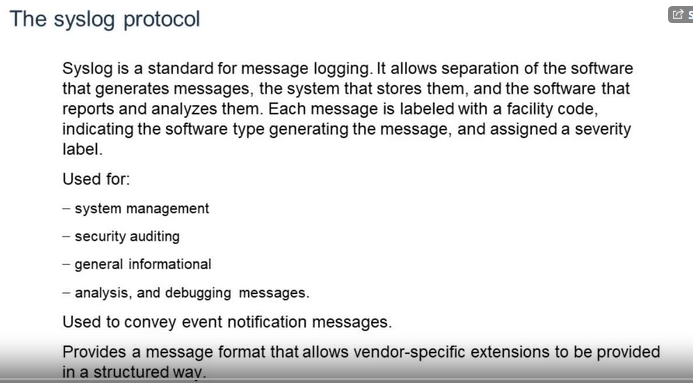 The syslog protocol
S
Syslog is a standard for message logging. It allows separation of the software
that generates messages, the system that stores them, and the software that
reports and analyzes them. Each message is labeled with a facility code,
indicating the software type generating the message, and assigned a severity
label.
Used for:
– system management
– security auditing
– general informational
– analysis, and debugging messages.
Used to convey event notification messages.
Provides a message format that allows vendor-specific extensions to be provided
in a structured way.